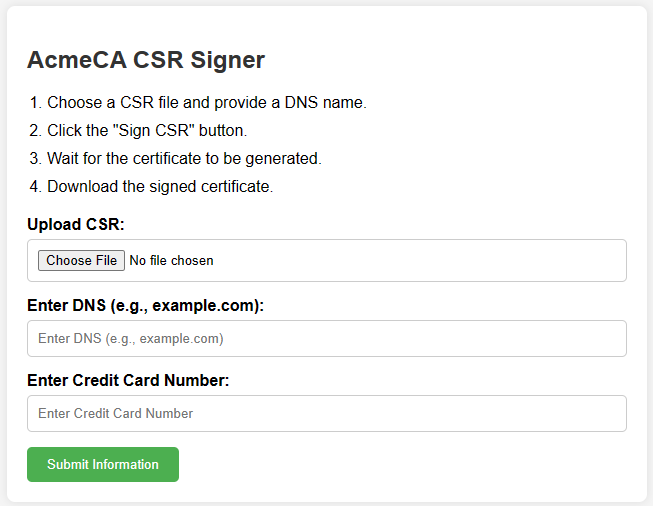 AcmeCA CSR Signer
1. Choose a CSR file and provide a DNS name.
2. Click the "Sign CSR" button.
3. Wait for the certificate to be generated.
4. Download the signed certificate.
Upload CSR:
Choose File No file chosen
Enter DNS (e.g., example.com):
Enter DNS (e.g., example.com)
Enter Credit Card Number:
Enter Credit Card Number
Submit Information